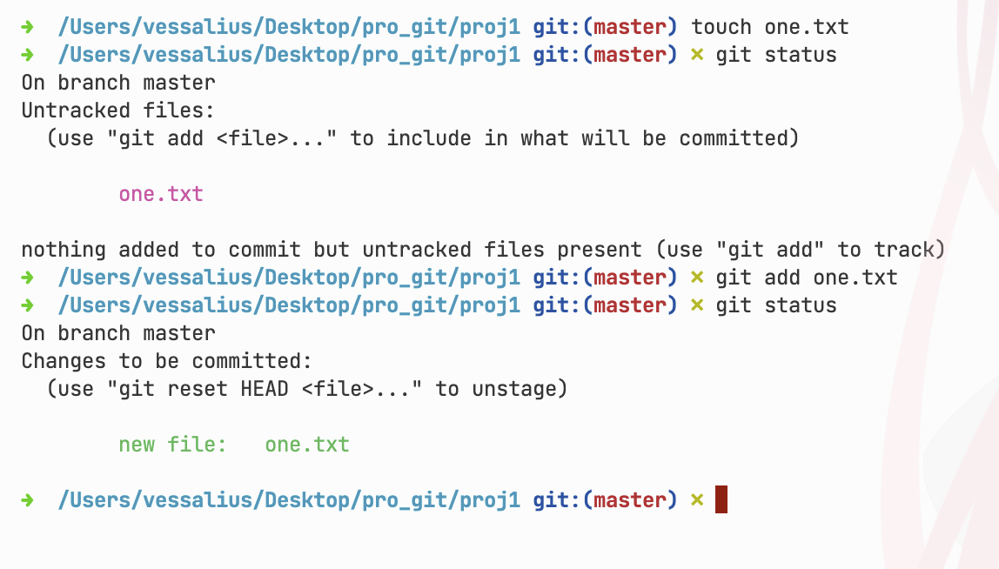 ➜  /Users/vessalius/Desktop/pro_git/proj1 git:(master) touch one.txt
➜  /Users/vessalius/Desktop/pro_git/proj1 git:(master) ✗ git status
On branch master
Untracked files:
  (use "git add <file>..." to include in what will be committed)
        one.txt
nothing added to commit but untracked files present (use "git add" to track)
➜  /Users/vessalius/Desktop/pro_git/proj1 git:(master) ✗ git add one.txt
➜  /Users/vessalius/Desktop/pro_git/proj1 git:(master) ✗ git status
On branch master
Changes to be committed:
  (use "git reset HEAD <file>..." to unstage)
        new file:   one.txt
➜  /Users/vessalius/Desktop/pro_git/proj1 git:(master) ✗